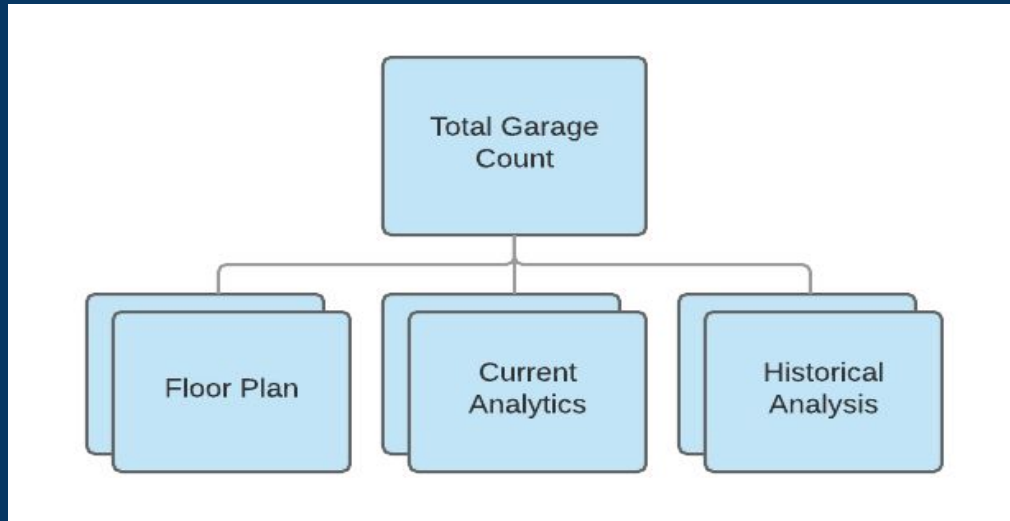 Total Garage
Count
Floor Plan
Current
Analytics
Historical
Analysis